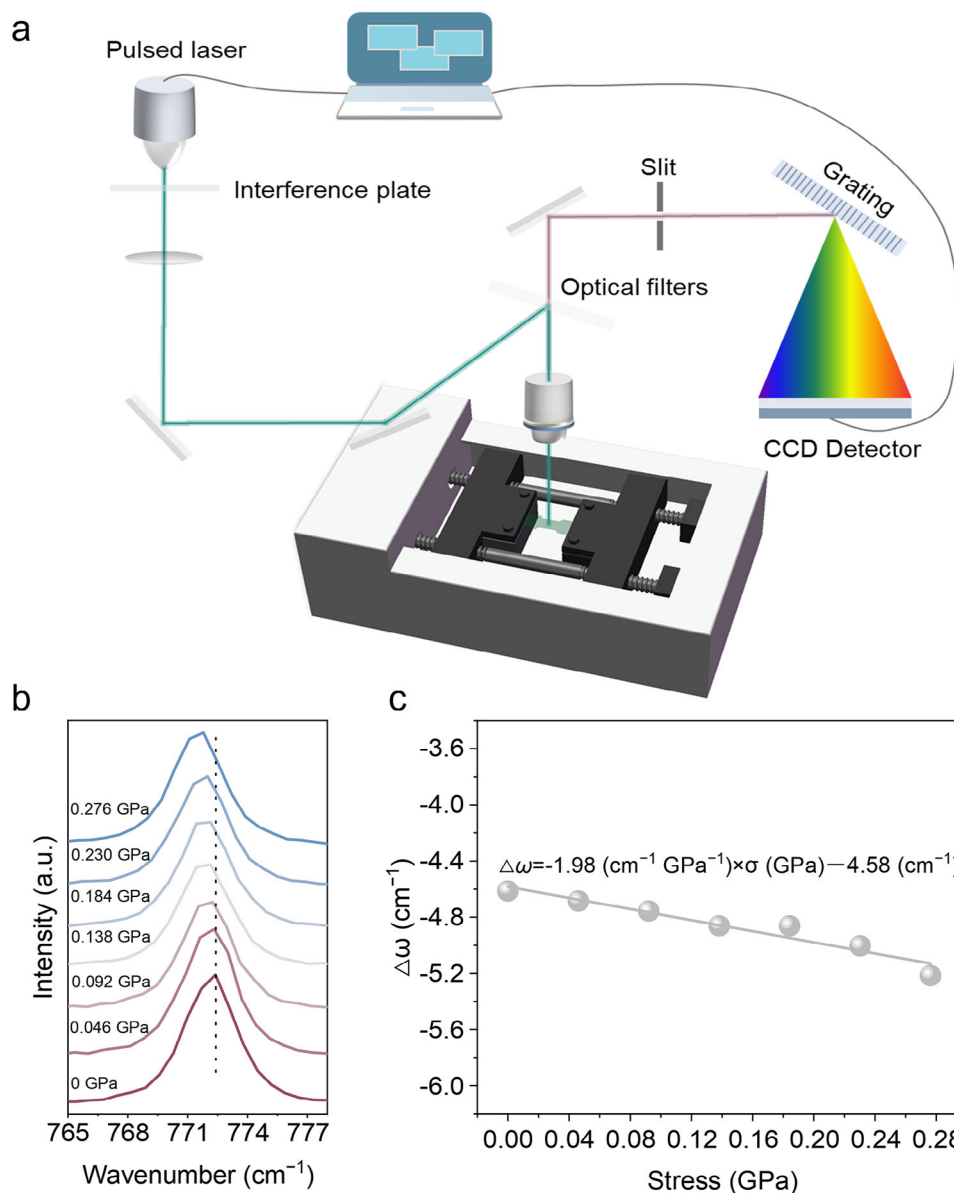 a
Pulsed laser
Interference plate
Slit
Grating
Optical filters
CCD Detector
b
0.276 GPa
0.230 GPa
0.184 GPa
0.138 GPa
0.092 GPa
0.046 GPa
0 GPa
Intensity (a.u.)
765 768 771 774 777
Wavenumber (cm⁻¹)
c
-3.6
-4.0
-4.4
-4.8
-5.2
-5.6
-6.0
Δω (cm⁻¹)
Δω=-1.98 (cm⁻¹ GPa⁻¹)×σ (GPa)－4.58 (cm⁻¹)
0.00 0.04 0.08 0.12 0.16 0.20 0.24 0.28
Stress (GPa)